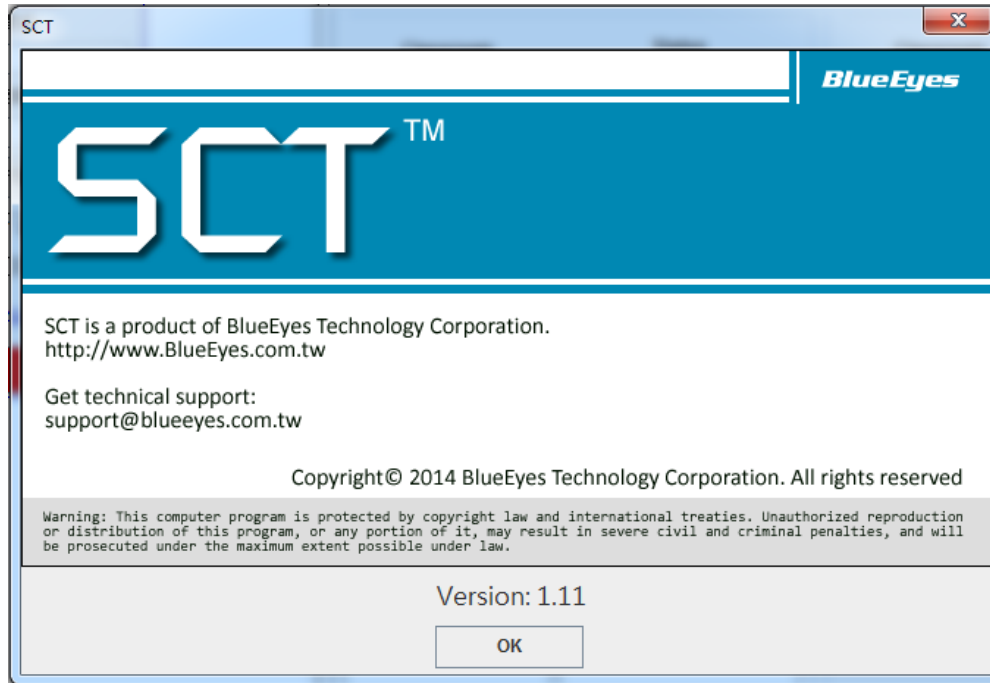 SCT
BlueEyes
SCT™
SCT is a product of BlueEyes Technology Corporation.
http://www.BlueEyes.com.tw
Get technical support:
support@blueeyes.com.tw
Copyright© 2014 BlueEyes Technology Corporation. All rights reserved
Warning: This computer program is protected by copyright law and international treaties. Unauthorized reproduction
or distribution of this program, or any portion of it, may result in severe civil and criminal penalties, and will
be prosecuted under the maximum extent possible under law.
Version: 1.11
OK